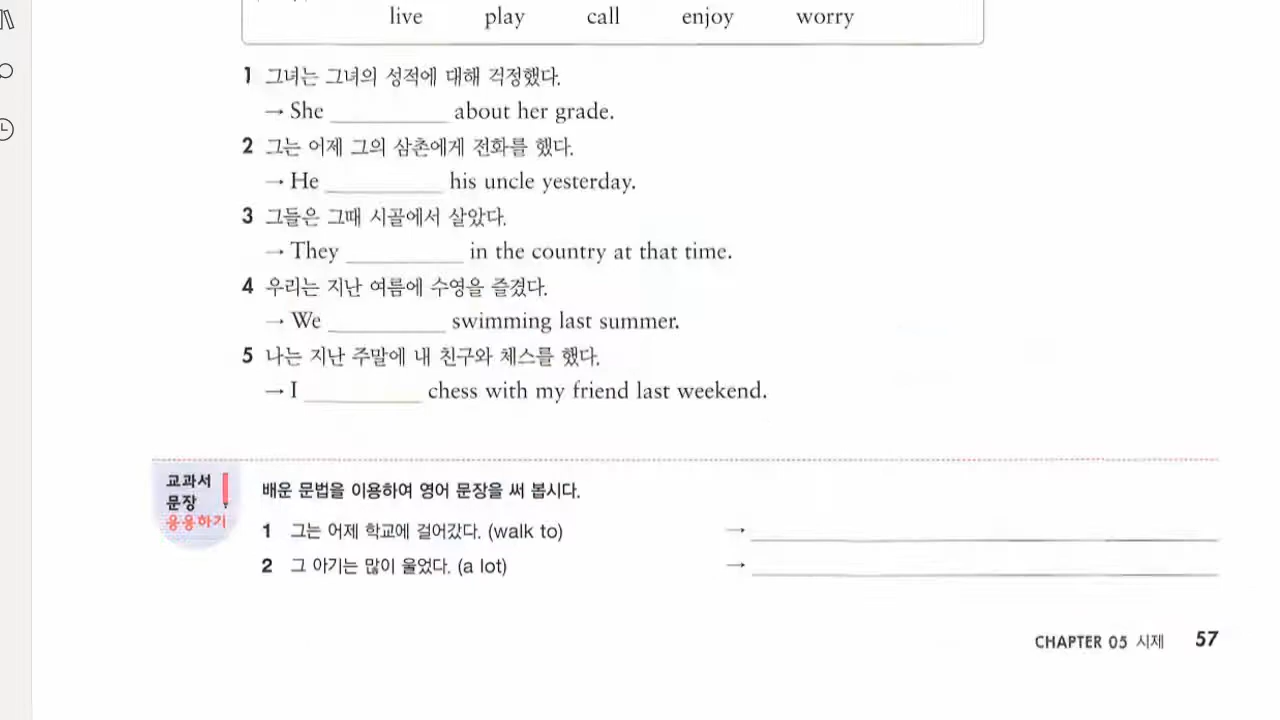 live play call enjoy worry
1 그녀는 그녀의 성적에 대해 걱정했다.
→ She __________ about her grade.
2 그는 어제 그의 삼촌에게 전화를 했다.
→ He __________ his uncle yesterday.
3 그들은 그때 시골에서 살았다.
→ They __________ in the country at that time.
4 우리는 지난 여름에 수영을 즐겼다.
→ We __________ swimming last summer.
5 나는 지난 주말에 내 친구와 체스를 했다.
→ I __________ chess with my friend last weekend.
교과서
문장
응용하기
배운 문법을 이용하여 영어 문장을 써 봅시다.
1 그는 어제 학교에 걸어갔다. (walk to) →
2 그 아기는 많이 울었다. (a lot) →
CHAPTER 05 시제 57